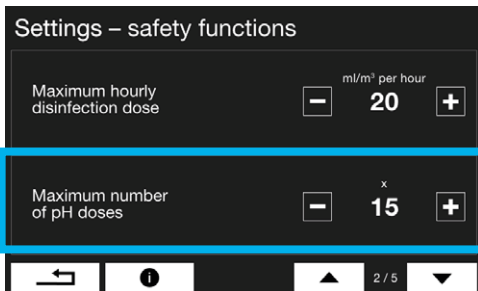 Settings – safety functions
ml/m³ per hour
Maximum hourly
disinfection dose
− 20 +
x
Maximum number
of pH doses
− 15 +
i
2 / 5